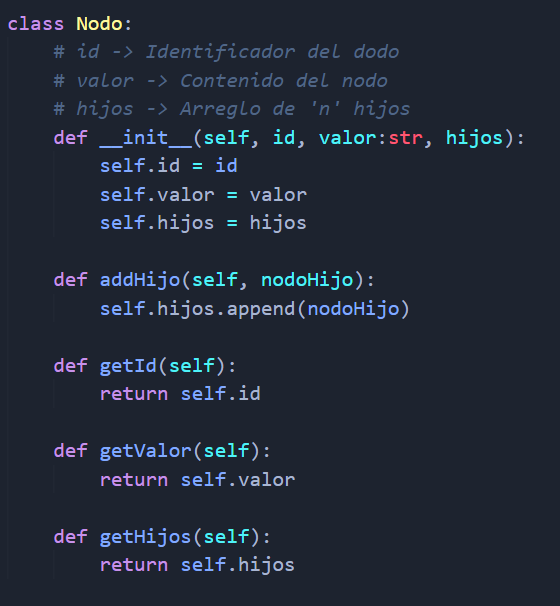 class Nodo:
    # id -> Identificador del dodo
    # valor -> Contenido del nodo
    # hijos -> Arreglo de 'n' hijos
    def __init__(self, id, valor:str, hijos):
        self.id = id
        self.valor = valor
        self.hijos = hijos

    def addHijo(self, nodoHijo):
        self.hijos.append(nodoHijo)

    def getId(self):
        return self.id

    def getValor(self):
        return self.valor

    def getHijos(self):
        return self.hijos